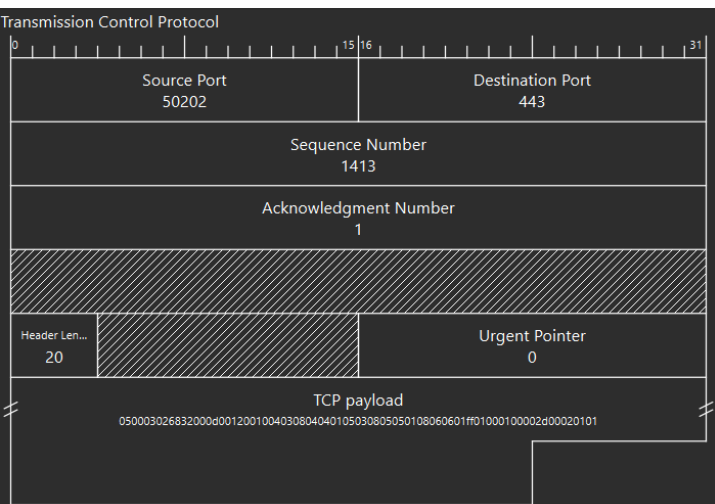 Transmission Control Protocol
0 15 16 31
Source Port Destination Port
50202 443
Sequence Number
1413
Acknowledgment Number
1
Header Len... Urgent Pointer
20 0
TCP payload
050003026832000d0012001004030804040105030805050108060601ff01000100002d00020101